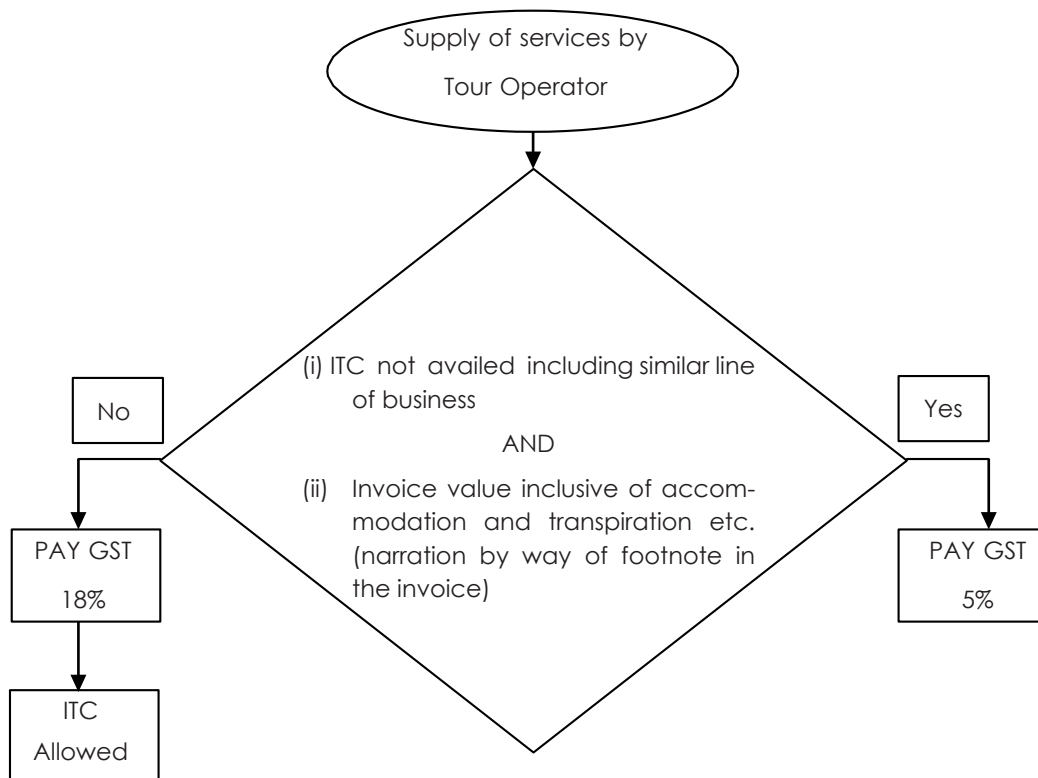 Supply of services by
Tour Operator
(i) ITC not availed including similar line
of business
AND
(ii) Invoice value inclusive of accom-
modation and transpiration etc.
(narration by way of footnote in
the invoice)
No
Yes
PAY GST
18%
PAY GST
5%
ITC
Allowed